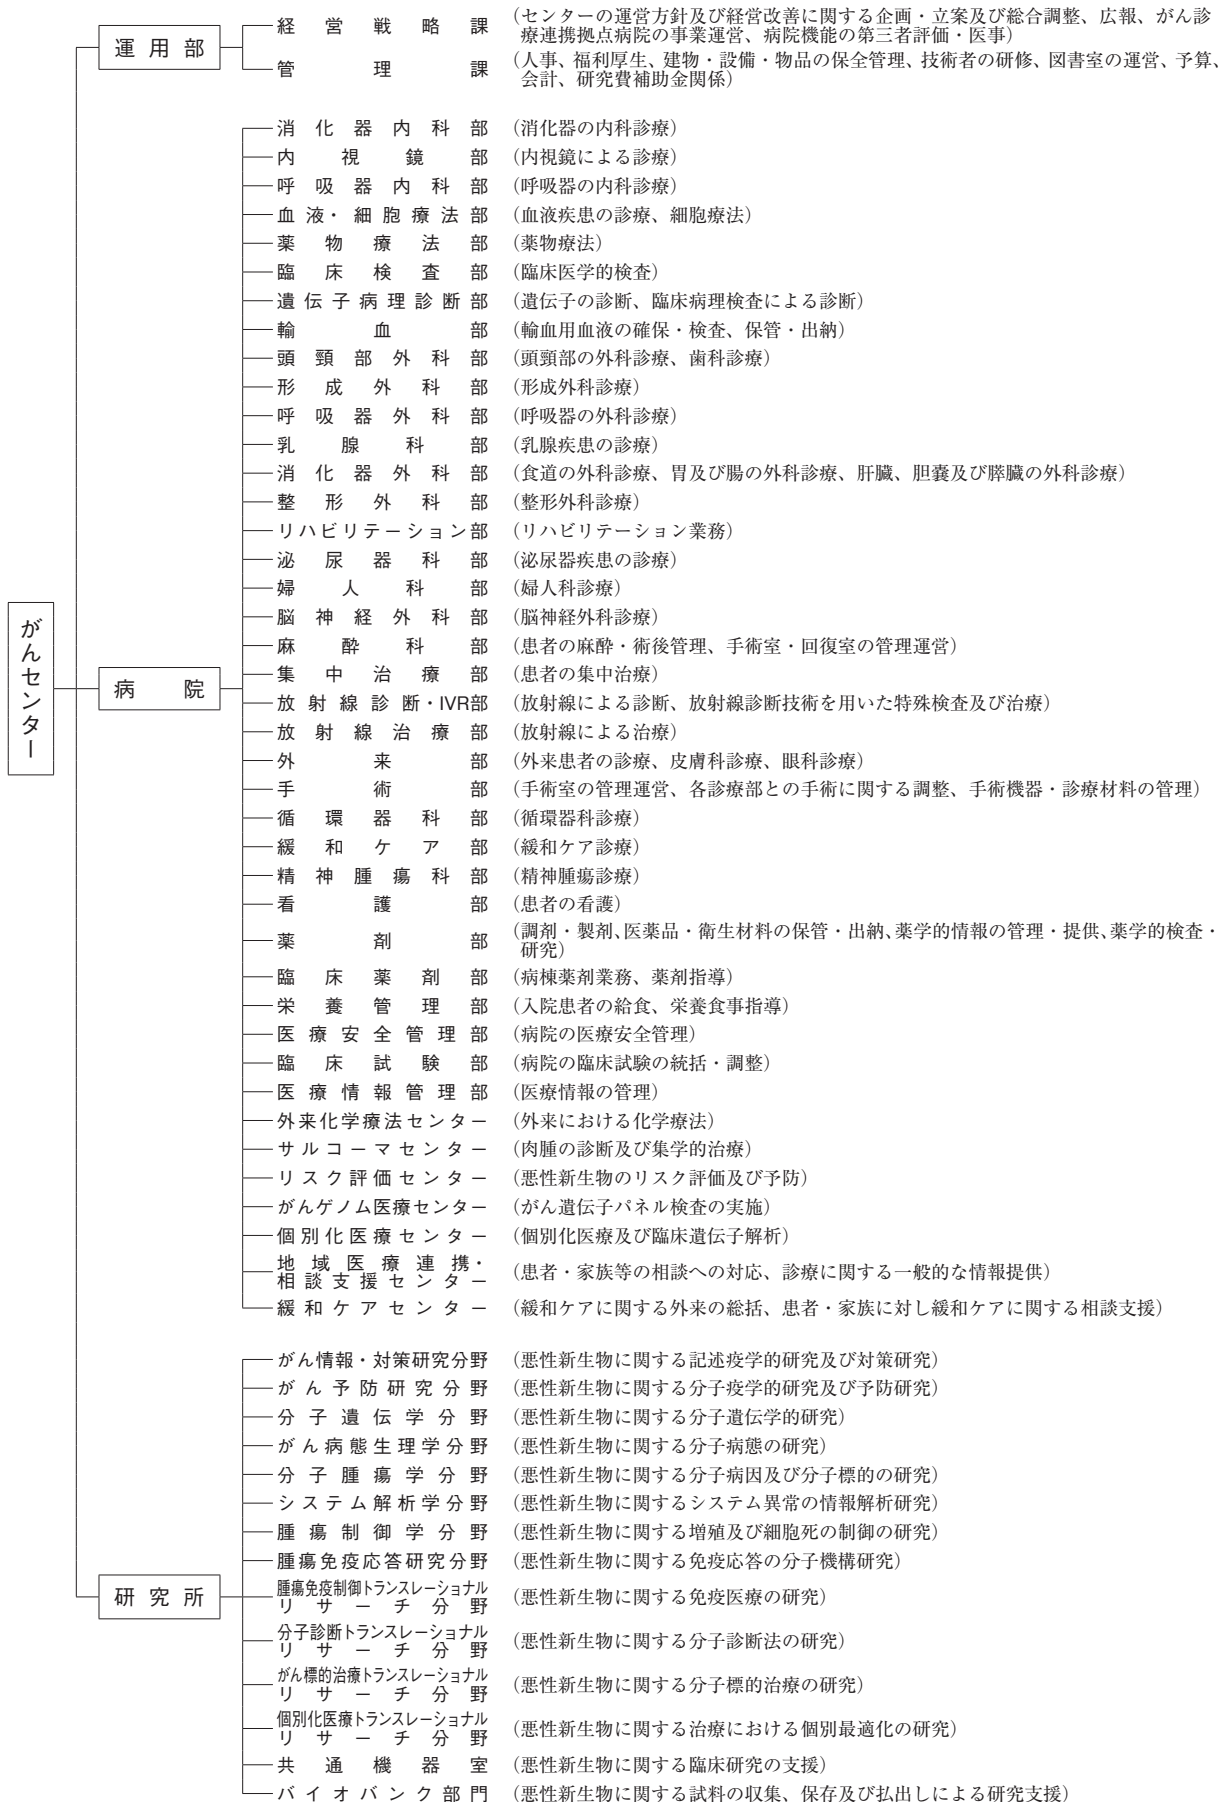 がんセンター
運用部
経営戦略課 （センターの運営方針及び経営改善に関する企画・立案及び総合調整、広報、がん診
療連携拠点病院の事業運営、病院機能の第三者評価・医事）
管理課 （人事、福利厚生、建物・設備・物品の保全管理、技術者の研修、図書室の運営、予算、
会計、研究費補助金関係）
病院
消化器内科部 （消化器の内科診療）
内視鏡部 （内視鏡による診療）
呼吸器内科部 （呼吸器の内科診療）
血液・細胞療法部 （血液疾患の診療、細胞療法）
薬物療法部 （薬物療法）
臨床検査部 （臨床医学的検査）
遺伝子病理診断部 （遺伝子の診断、臨床病理検査による診断）
輸血部 （輸血用血液の確保・検査、保管・出納）
頭頸部外科部 （頭頸部の外科診療、歯科診療）
形成外科部 （形成外科診療）
呼吸器外科部 （呼吸器の外科診療）
乳腺科部 （乳腺疾患の診療）
消化器外科部 （食道の外科診療、胃及び腸の外科診療、肝臓、胆嚢及び膵臓の外科診療）
整形外科部 （整形外科診療）
リハビリテーション部 （リハビリテーション業務）
泌尿器科部 （泌尿器疾患の診療）
婦人科部 （婦人科診療）
脳神経外科部 （脳神経外科診療）
麻酔科部 （患者の麻酔・術後管理、手術室・回復室の管理運営）
集中治療部 （患者の集中治療）
放射線診断・IVR部 （放射線による診断、放射線診断技術を用いた特殊検査及び治療）
放射線治療部 （放射線による治療）
外来部 （外来患者の診療、皮膚科診療、眼科診療）
手術部 （手術室の管理運営、各診療部との手術に関する調整、手術機器・診療材料の管理）
循環器科部 （循環器科診療）
緩和ケア部 （緩和ケア診療）
精神腫瘍科部 （精神腫瘍診療）
看護部 （患者の看護）
薬剤部 （調剤・製剤、医薬品・衛生材料の保管・出納、薬学的情報の管理・提供、薬学的検査・
研究）
臨床薬剤部 （病棟薬剤業務、薬剤指導）
栄養管理部 （入院患者の給食、栄養食事指導）
医療安全管理部 （病院の医療安全管理）
臨床試験部 （病院の臨床試験の統括・調整）
医療情報管理部 （医療情報の管理）
外来化学療法センター （外来における化学療法）
サルコーマセンター （肉腫の診断及び集学的治療）
リスク評価センター （悪性新生物のリスク評価及び予防）
がんゲノム医療センター （がん遺伝子パネル検査の実施）
個別化医療センター （個別化医療及び臨床遺伝子解析）
地域医療連携・
相談支援センター （患者・家族等の相談への対応、診療に関する一般的な情報提供）
緩和ケアセンター （緩和ケアに関する外来の総括、患者・家族に対し緩和ケアに関する相談支援）
研究所
がん情報・対策研究分野 （悪性新生物に関する記述疫学的研究及び対策研究）
がん予防研究分野 （悪性新生物に関する分子疫学的研究及び予防研究）
分子遺伝学分野 （悪性新生物に関する分子遺伝学的研究）
がん病態生理学分野 （悪性新生物に関する分子病態の研究）
分子腫瘍学分野 （悪性新生物に関する分子病因及び分子標的の研究）
システム解析学分野 （悪性新生物に関するシステム異常の情報解析研究）
腫瘍制御学分野 （悪性新生物に関する増殖及び細胞死の制御の研究）
腫瘍免疫応答研究分野 （悪性新生物に関する免疫応答の分子機構研究）
腫瘍免疫制御トランスレーショナル
リサーチ分野 （悪性新生物に関する免疫医療の研究）
分子診断トランスレーショナル
リサーチ分野 （悪性新生物に関する分子診断法の研究）
がん標的治療トランスレーショナル
リサーチ分野 （悪性新生物に関する分子標的治療の研究）
個別化医療トランスレーショナル
リサーチ分野 （悪性新生物に関する治療における個別最適化の研究）
共通機器室 （悪性新生物に関する臨床研究の支援）
バイオバンク部門 （悪性新生物に関する試料の収集、保存及び払出しによる研究支援）